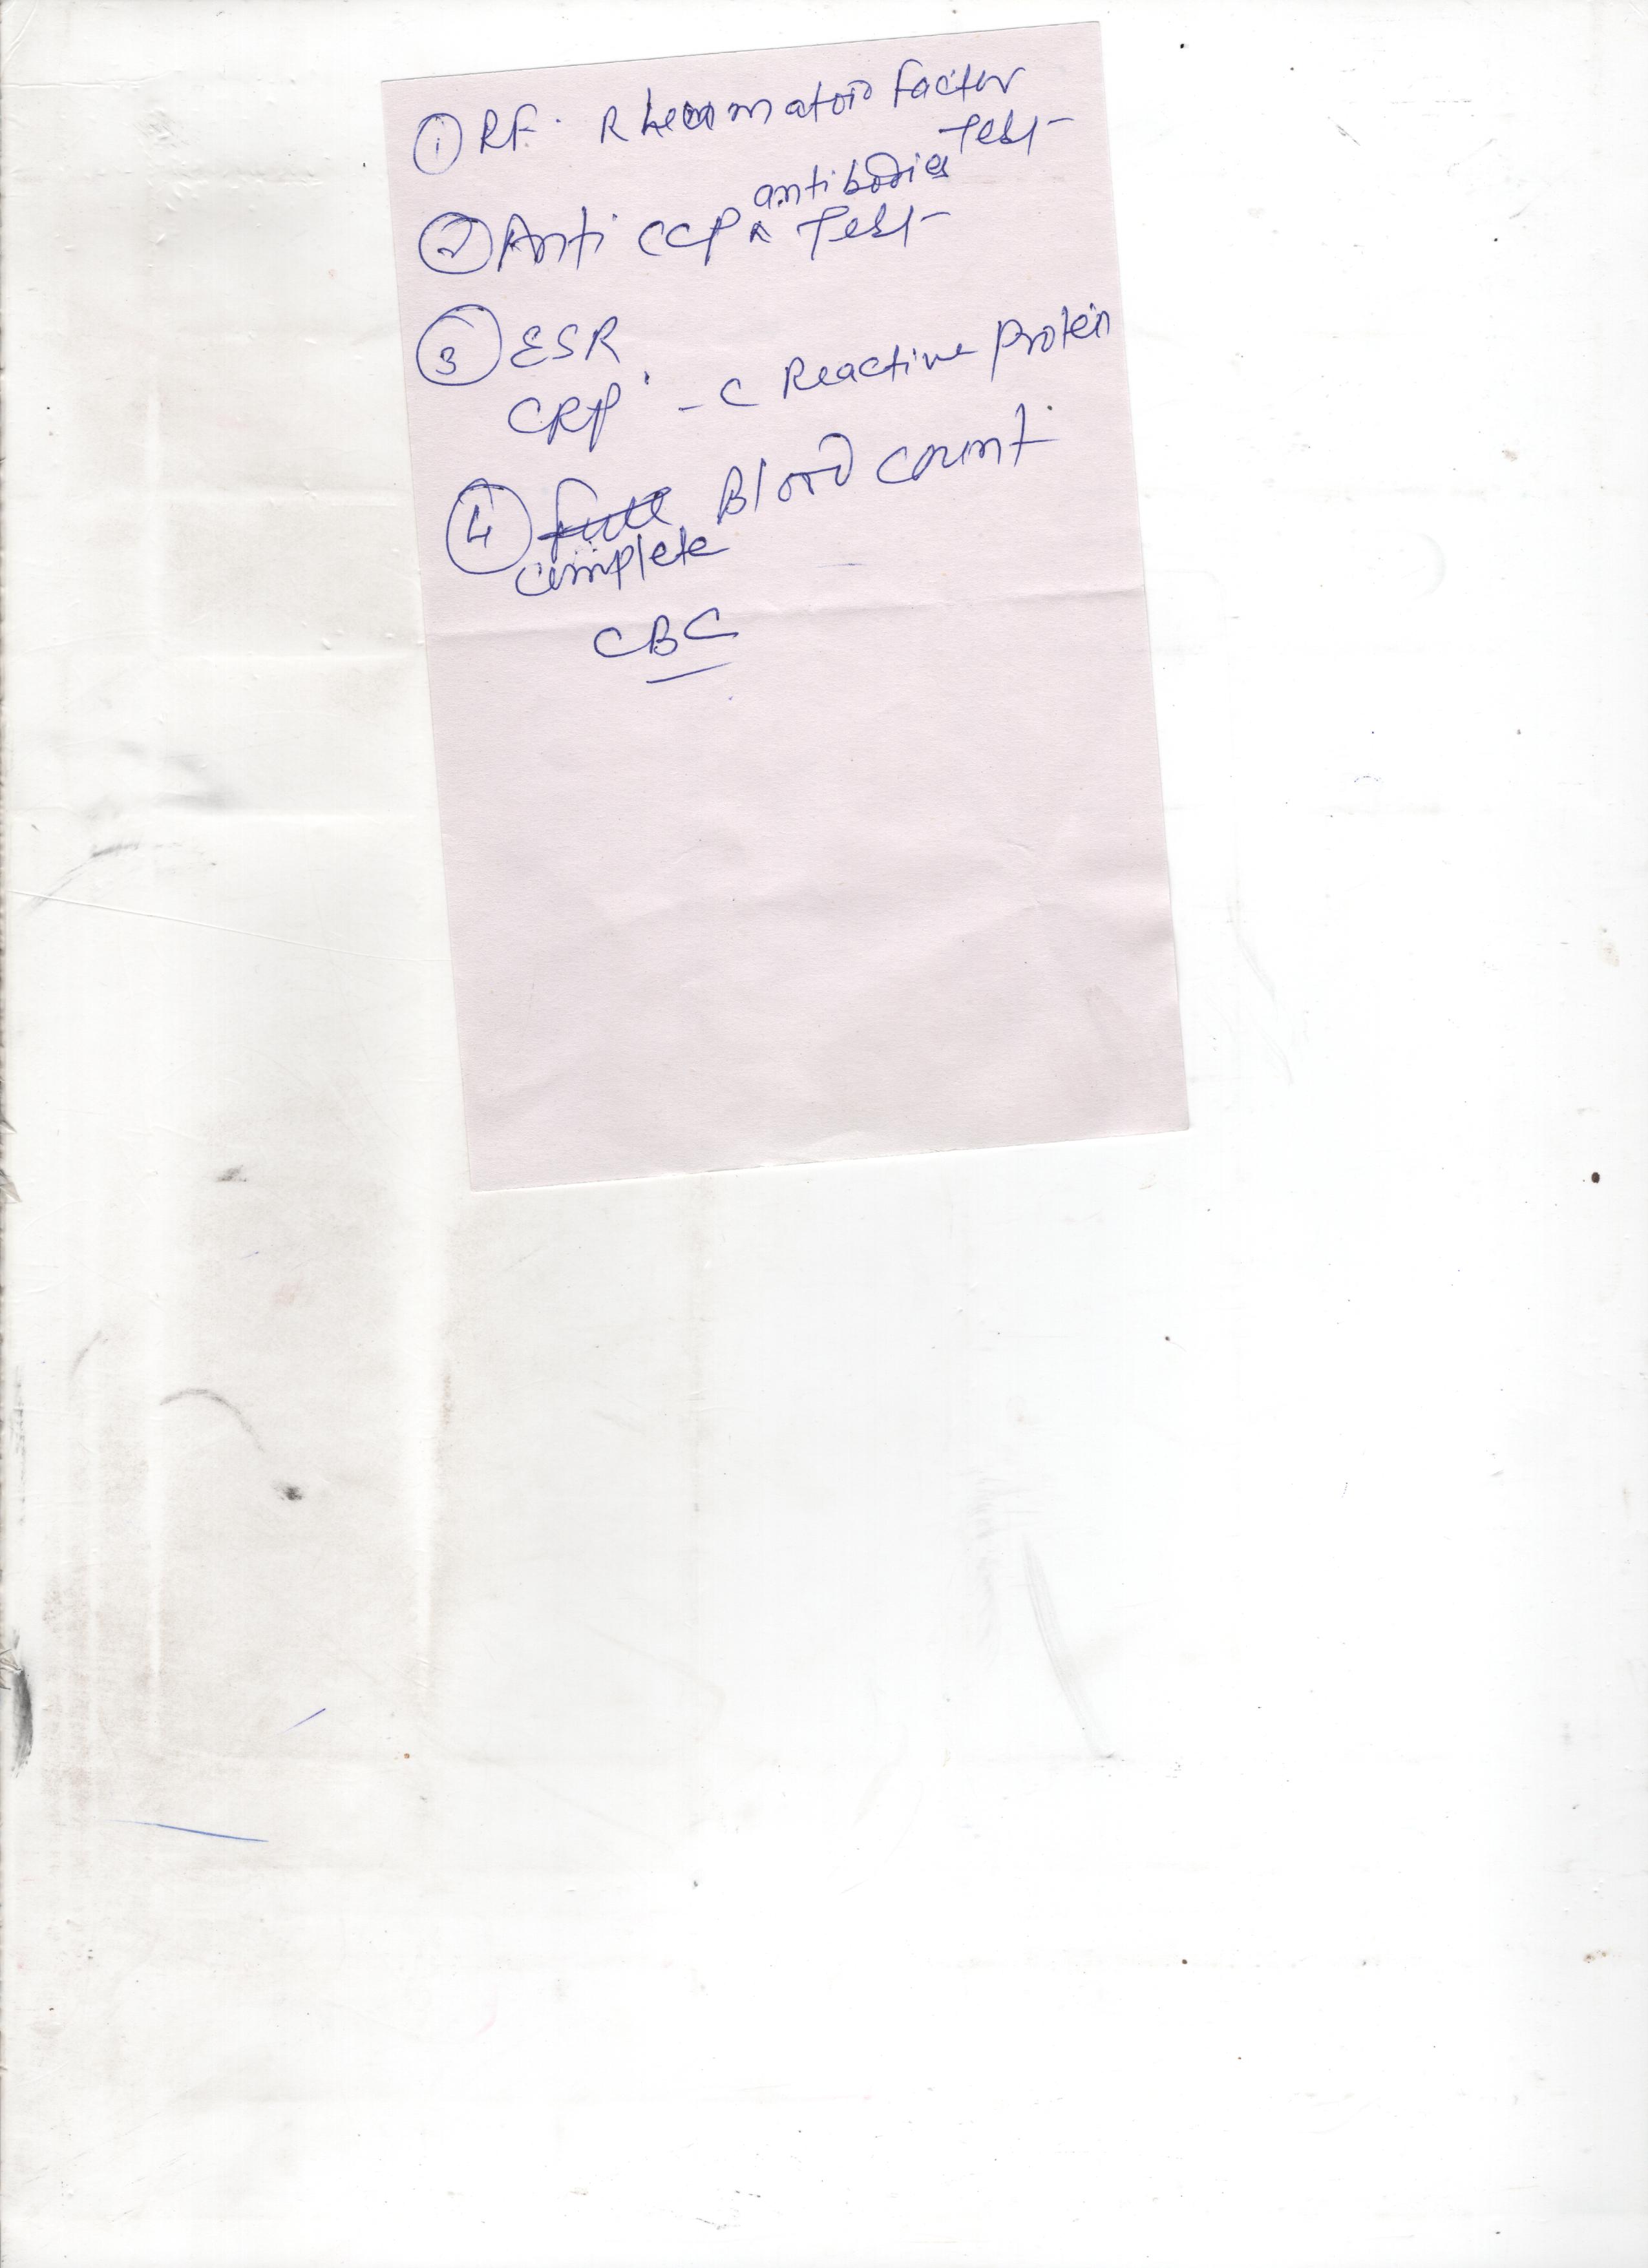 ① RF. Rheumatoid Factor
Test
② Anti CCP ^ antibodies Test
③ ESR
CRP - C Reactive Protein
④ Full Blood Count
Complete
CBC